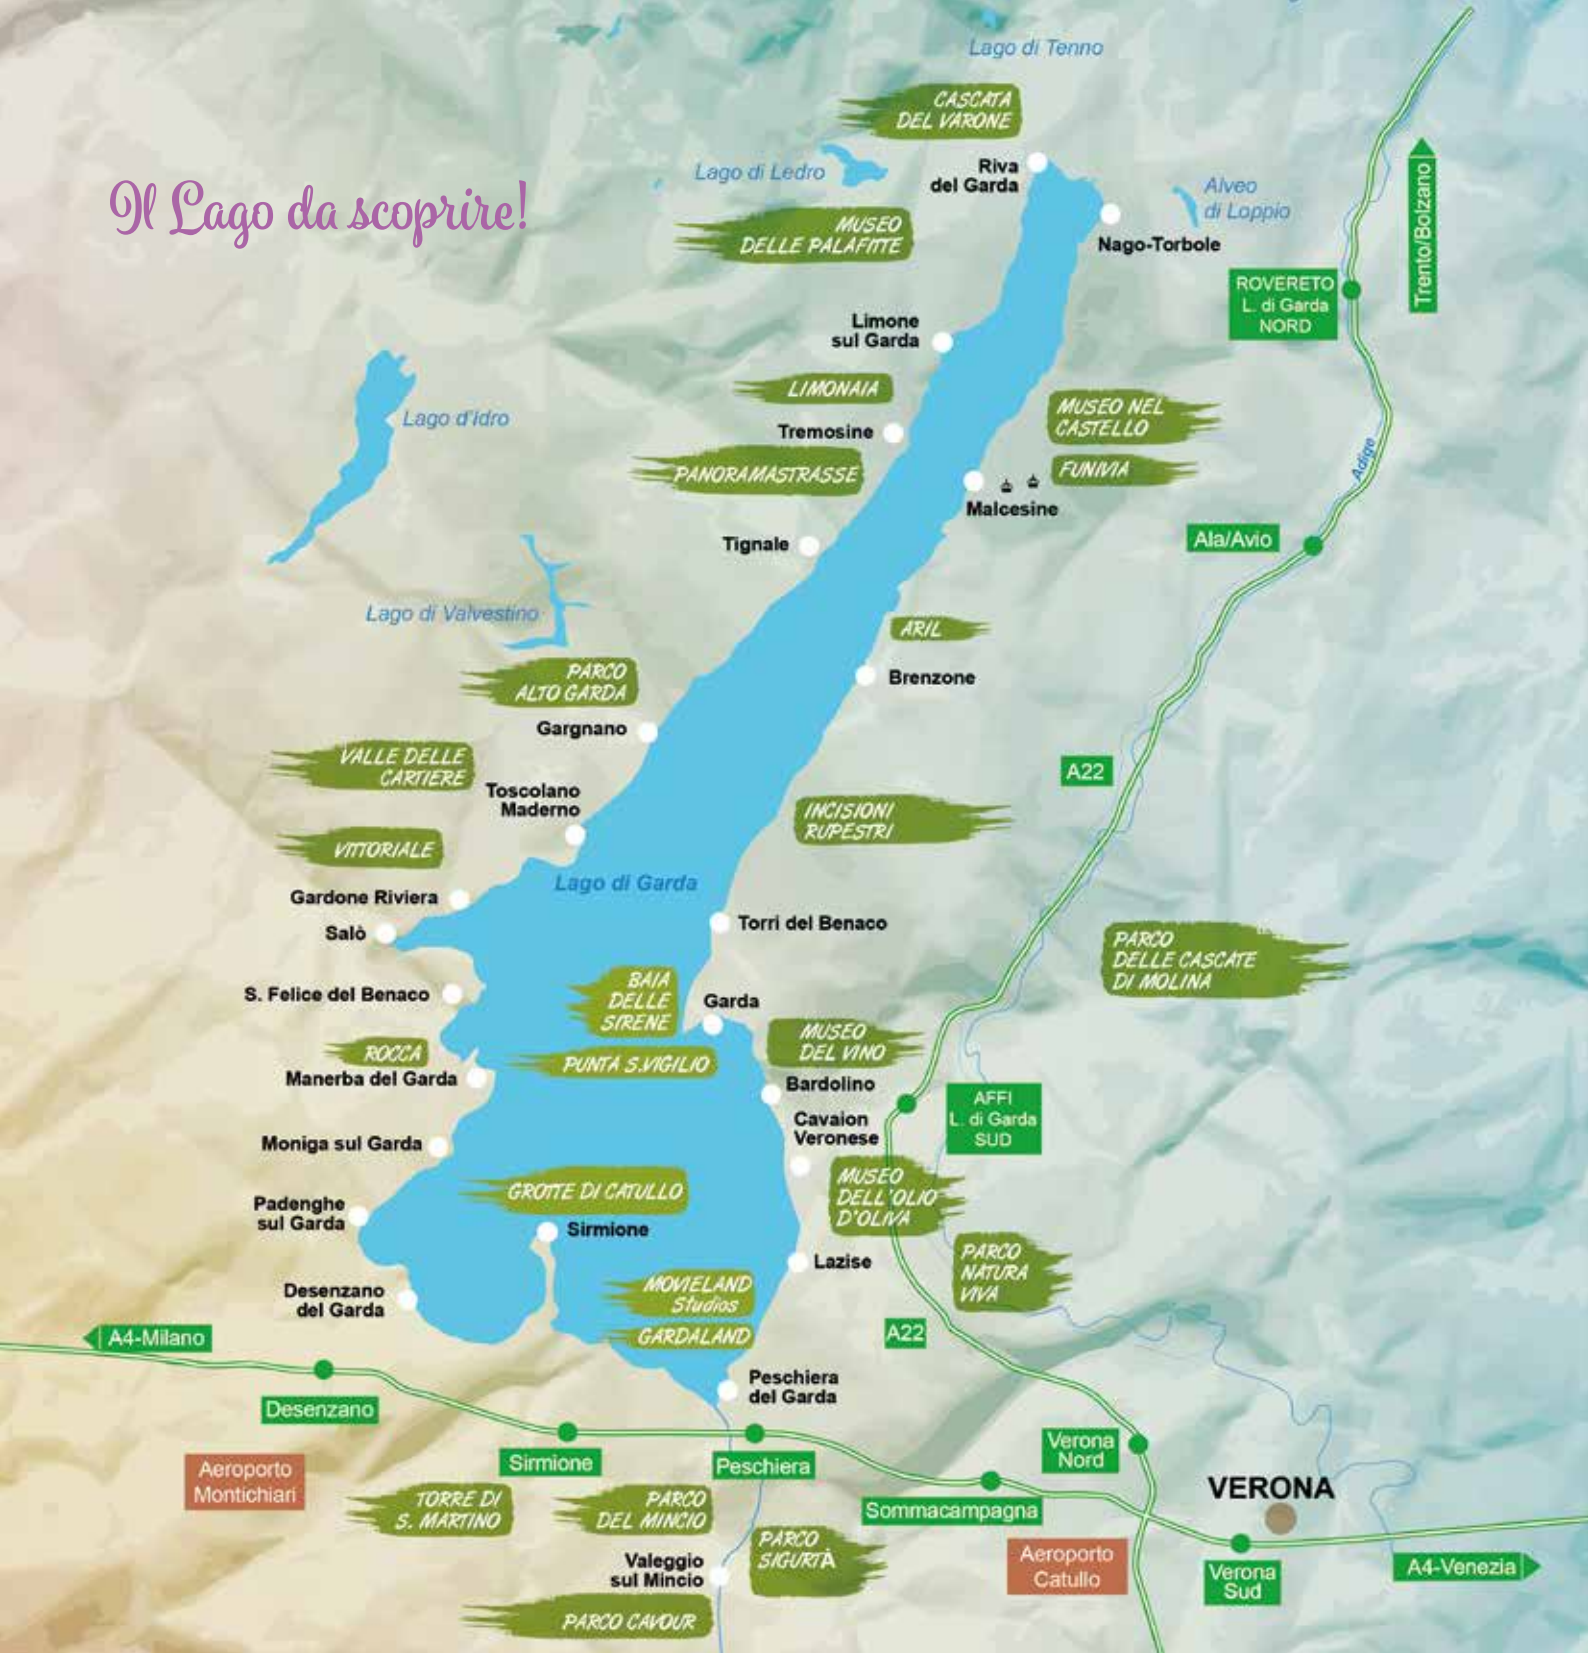 Il Lago da scoprire!
Lago di Tenno
CASCATA
DEL VARONE
Lago di Ledro
Riva
del Garda
Alveo
di Loppio
MUSEO
DELLE PALAFITTE
Nago-Torbole
Trento/Bolzano
ROVERETO
L. di Garda
NORD
Limone
sul Garda
LIMONAIA
Lago d'Idro
MUSEO NEL
CASTELLO
Tremosine
PANORAMASTRASSE
FUNIVIA
Adige
Malcesine
Tignale
Ala/Avio
Lago di Valvestino
ARIL
PARCO
ALTO GARDA
Brenzone
Gargnano
VALLE DELLE
CARTIERE
A22
Toscolano
Maderno
INCISIONI
RUPESTRI
VITTORIALE
Lago di Garda
Gardone Riviera
Salò
Torri del Benaco
PARCO
DELLE CASCATE
DI MOLINA
S. Felice del Benaco
BAIA
DELLE
SIRENE
Garda
MUSEO
DEL VINO
ROCCA
PUNTA S.VIGILIO
Manerba del Garda
Bardolino
AFFI
L. di Garda
SUD
Cavaion
Veronese
Moniga sul Garda
MUSEO
DELL'OLIO
D'OLIVA
GROTTE DI CATULLO
Padenghe
sul Garda
Sirmione
PARCO
NATURA
VIVA
Lazise
MOVIELAND
Studios
Desenzano
del Garda
GARDALAND
A4-Milano
A22
Peschiera
del Garda
Desenzano
Sirmione
Peschiera
Verona
Nord
Aeroporto
Montichiari
VERONA
TORRE DI
S. MARTINO
PARCO
DEL MINCIO
Sommacampagna
PARCO
SIGURTÀ
Valeggio
sul Mincio
Aeroporto
Catullo
Verona
Sud
A4-Venezia
PARCO CAVOUR